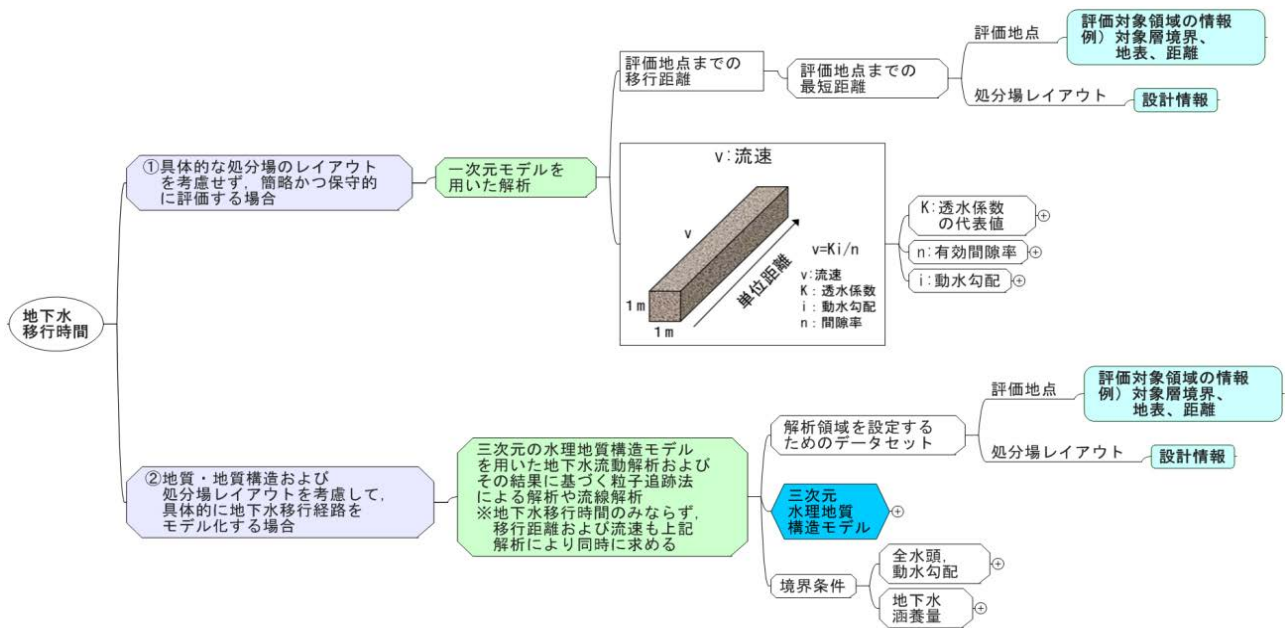 地下水
移行時間
①具体的な処分場のレイアウト
を考慮せず，簡略かつ保守的
に評価する場合
一次元モデルを
用いた解析
評価地点までの
移行距離
評価地点までの
最短距離
評価地点
評価対象領域の情報
例）対象層境界、
地表、距離
処分場レイアウト
設計情報
v:流速
v
単位距離
1m
1m
v=Ki/n
v:流速
K：透水係数
i：動水勾配
n：間隙率
K:透水係数
の代表値
n:有効間隙率
i:動水勾配
②地質・地質構造および
処分場レイアウトを考慮して，
具体的に地下水移行経路を
モデル化する場合
三次元の水理地質構造モデル
を用いた地下水流動解析および
その結果に基づく粒子追跡法
による解析や流線解析
※地下水移行時間のみならず，
移行距離および流速も上記
解析により同時に求める
解析領域を設定する
ためのデータセット
評価地点
評価対象領域の情報
例）対象層境界、
地表、距離
処分場レイアウト
設計情報
三次元
水理地質
構造モデル
境界条件
全水頭，
動水勾配
地下水
涵養量